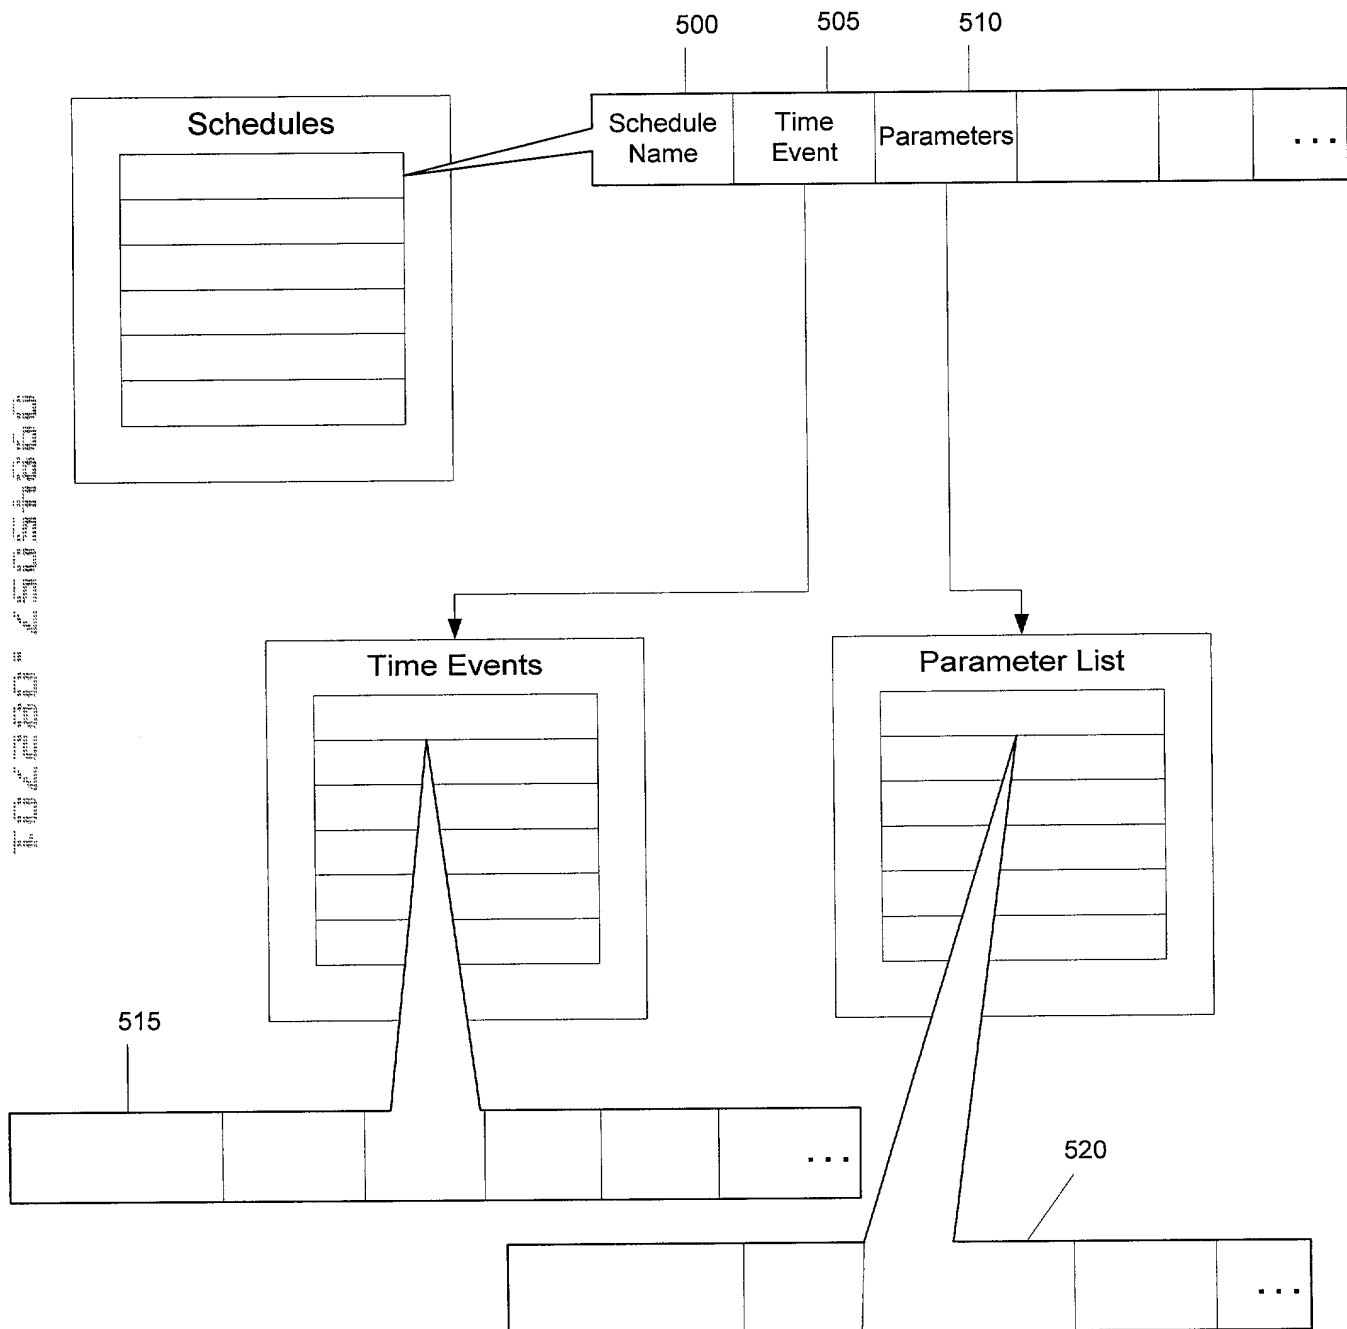 500 505 510
Schedules
Schedule Name
Time Event
Parameters
...
Time Events
Parameter List
515
...
520
...